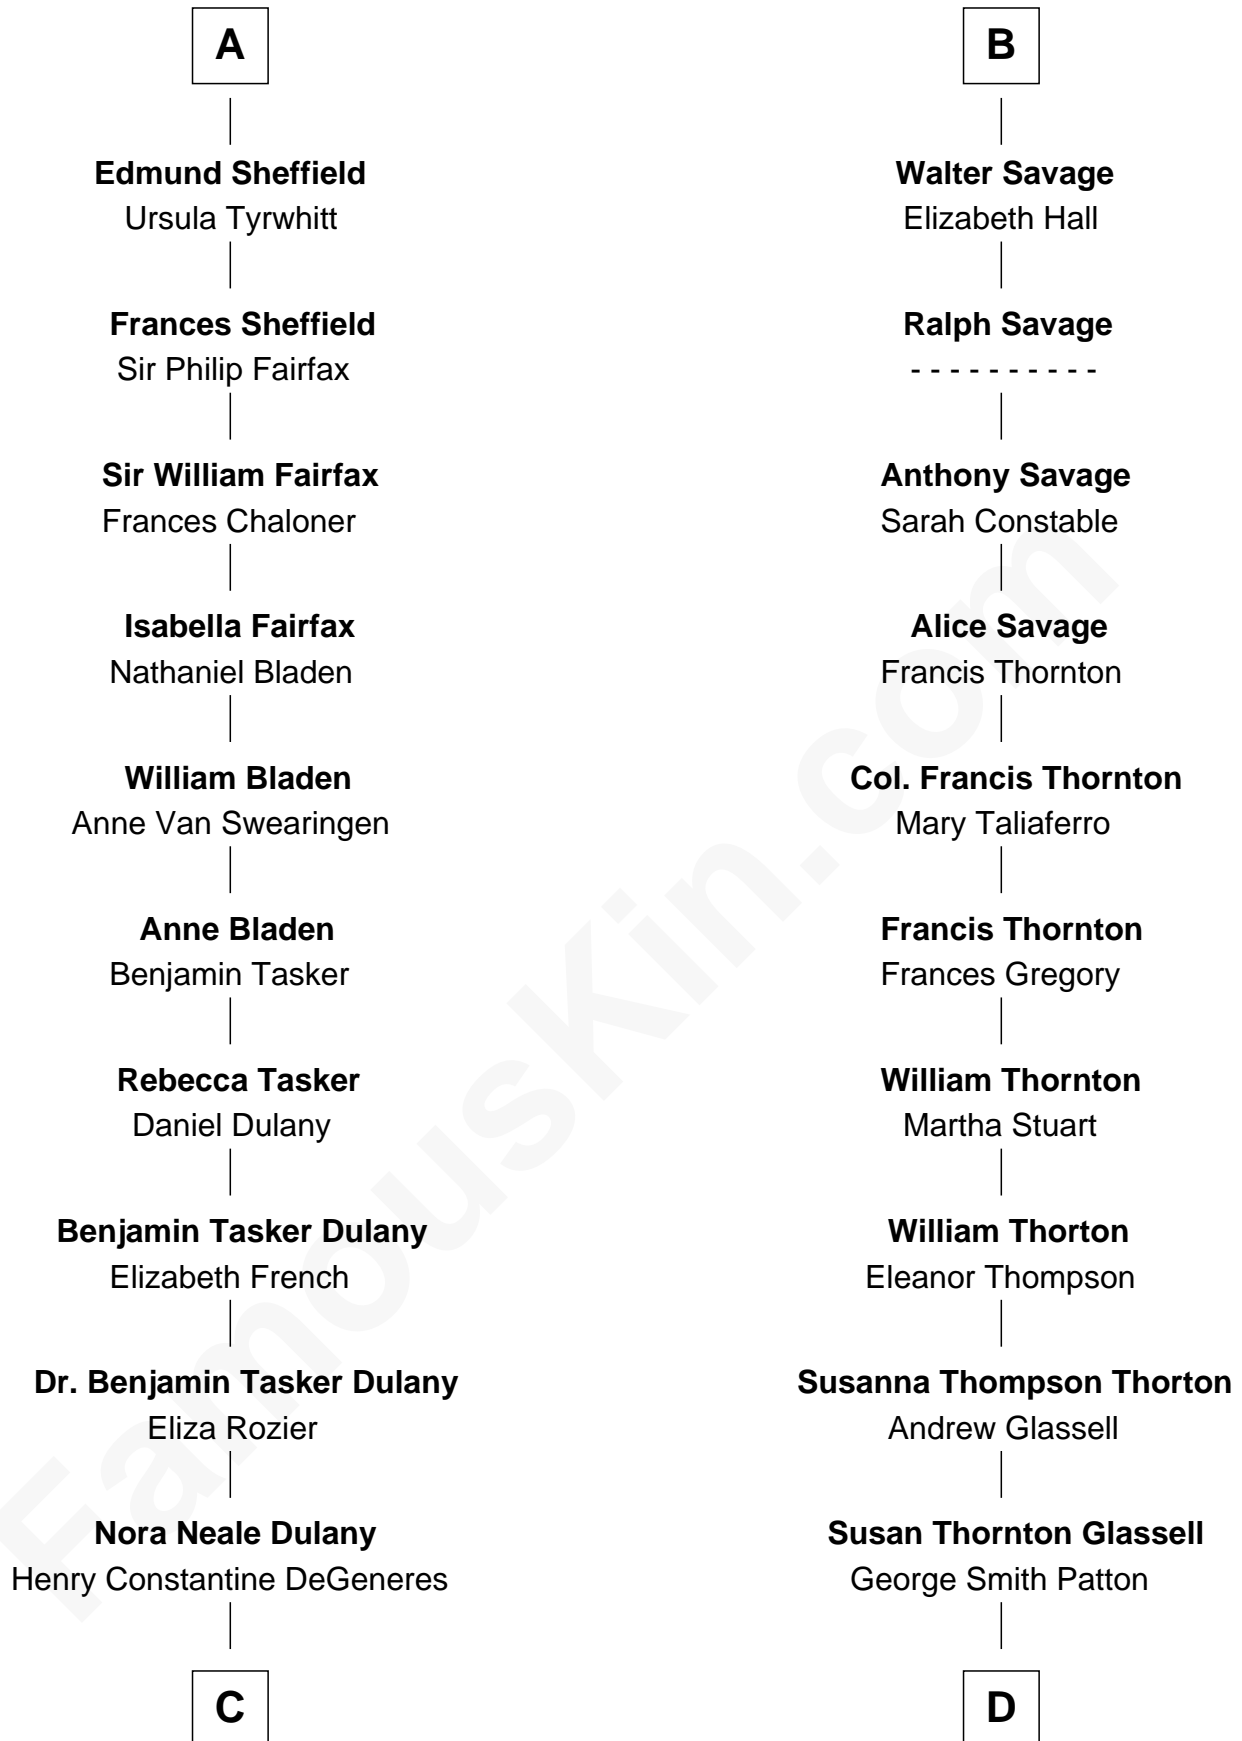 A
Edmund Sheffield
Ursula Tyrwhitt
Frances Sheffield
Sir Philip Fairfax
Sir William Fairfax
Frances Chaloner
Isabella Fairfax
Nathaniel Bladen
William Bladen
Anne Van Swearingen
Anne Bladen
Benjamin Tasker
Rebecca Tasker
Daniel Dulany
Benjamin Tasker Dulany
Elizabeth French
Dr. Benjamin Tasker Dulany
Eliza Rozier
Nora Neale Dulany
Henry Constantine DeGeneres
C
B
Walter Savage
Elizabeth Hall
Ralph Savage
- - - - - - - - - -
Anthony Savage
Sarah Constable
Alice Savage
Francis Thornton
Col. Francis Thornton
Mary Taliaferro
Francis Thornton
Frances Gregory
William Thornton
Martha Stuart
William Thorton
Eleanor Thompson
Susanna Thompson Thorton
Andrew Glassell
Susan Thornton Glassell
George Smith Patton
D
FamousKin.com